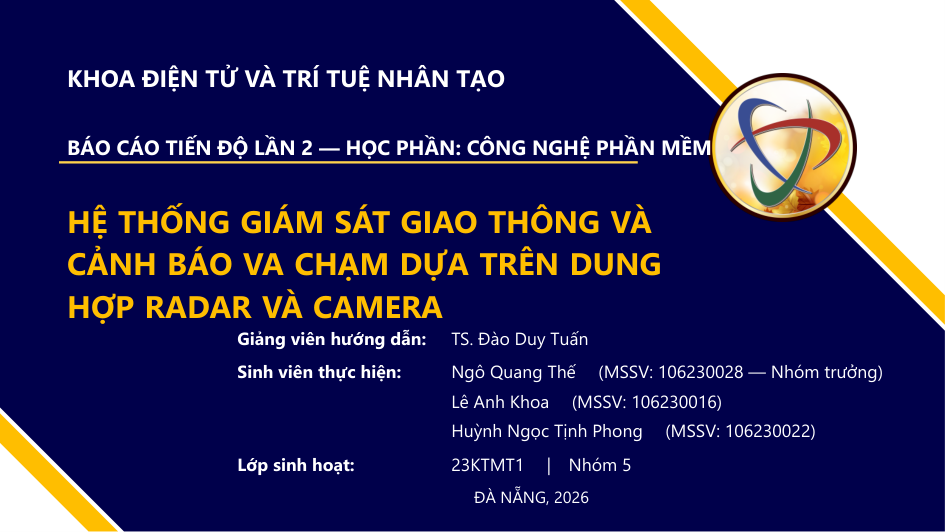 KHOA ĐIỆN TỬ VÀ TRÍ TUỆ NHÂN TẠO
BÁO CÁO TIẾN ĐỘ LẦN 2 — HỌC PHẦN: CÔNG NGHỆ PHẦN MỀM
HỆ THỐNG GIÁM SÁT GIAO THÔNG VÀ
CẢNH BÁO VA CHẠM DỰA TRÊN DUNG
HỢP RADAR VÀ CAMERA
Giảng viên hướng dẫn: TS. Đào Duy Tuấn
Sinh viên thực hiện: Ngô Quang Thế (MSSV: 106230028 — Nhóm trưởng)
Lê Anh Khoa (MSSV: 106230016)
Huỳnh Ngọc Tịnh Phong (MSSV: 106230022)
Lớp sinh hoạt: 23KTMT1 | Nhóm 5
ĐÀ NẴNG, 2026